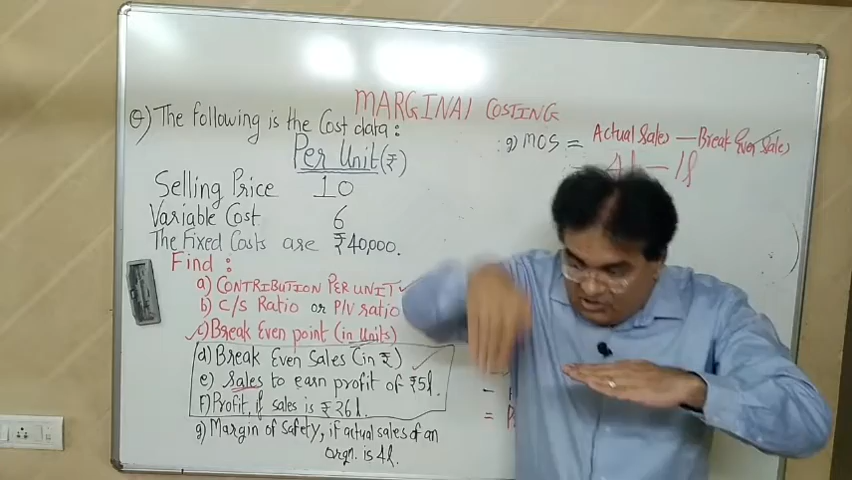 MARGINAL COSTING
Q) The following is the Cost data:
Per Unit (₹)
Selling Price 10
Variable Cost 6
The Fixed Costs are ₹40,000.
Find:
a) CONTRIBUTION PER UNIT
b) C/S Ratio or P/V ratio
c) Break Even point (in Units)
d) Break Even Sales (in ₹)
e) Sales to earn profit of ₹5l.
f) Profit, if sales is ₹26l.
g) Margin of Safety, if actual sales of an
orgn. is 4l.
g) MOS = Actual Sales — Break Even Sales
4l — 1l